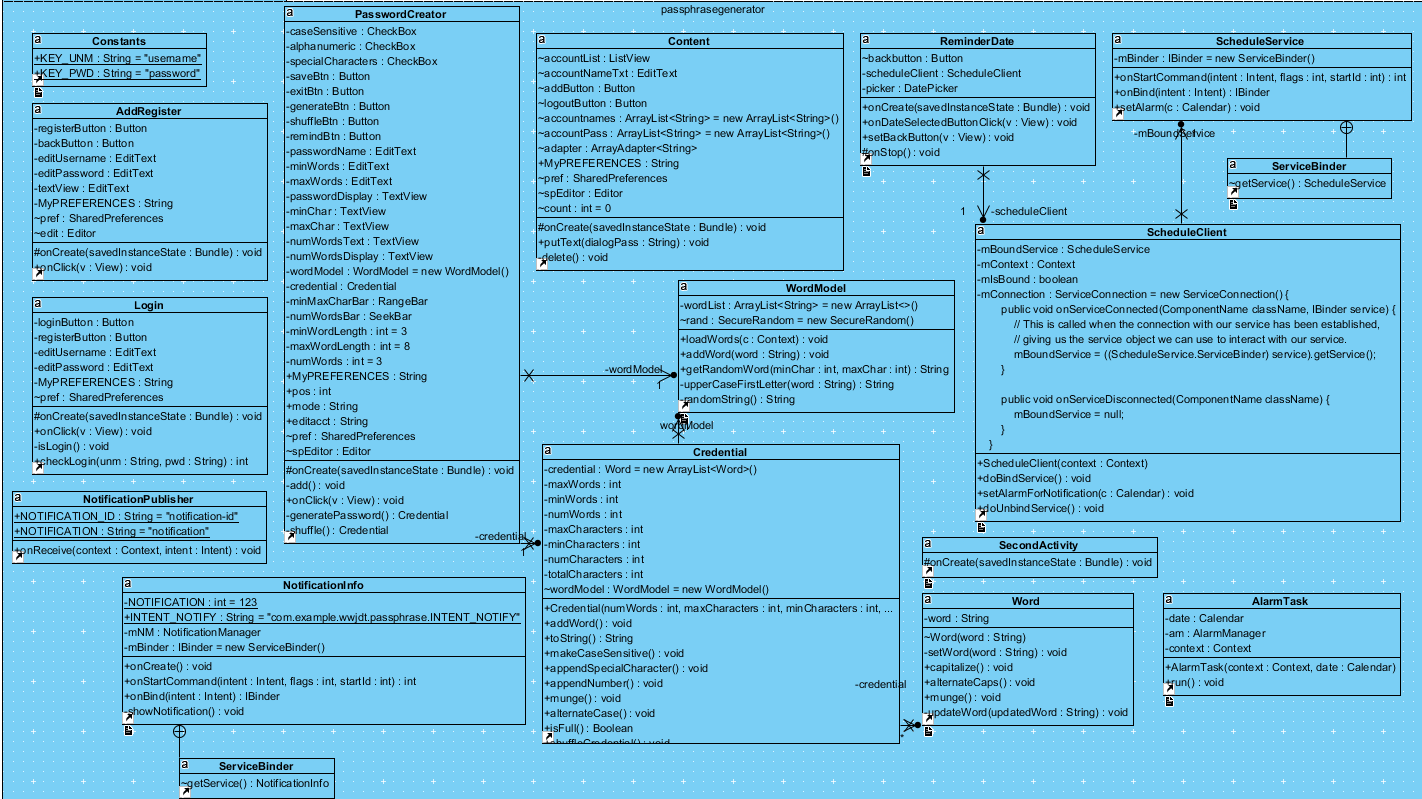 passphrasegenerator
a
Constants
+KEY_UNM : String = "username"
+KEY_PWD : String = "password"
a
AddRegister
-registerButton : Button
-backButton : Button
-editUsername : EditText
-editPassword : EditText
-textView : EditText
-MyPREFERENCES : String
~pref : SharedPreferences
~edit : Editor
#onCreate(savedInstanceState : Bundle) : void
+onClick(v : View) : void
a
Login
-loginButton : Button
-registerButton : Button
-editUsername : EditText
-editPassword : EditText
-MyPREFERENCES : String
~pref : SharedPreferences
#onCreate(savedInstanceState : Bundle) : void
+onClick(v : View) : void
-isLogin() : void
+checkLogin(unm : String, pwd : String) : int
a
NotificationPublisher
+NOTIFICATION_ID : String = "notification-id"
+NOTIFICATION : String = "notification"
+onReceive(context : Context, intent : Intent) : void
a
NotificationInfo
-NOTIFICATION : int = 123
+INTENT_NOTIFY : String = "com.example.wwjdt.passphrase.INTENT_NOTIFY"
-mNM : NotificationManager
-mBinder : IBinder = new ServiceBinder()
+onCreate() : void
+onStartCommand(intent : Intent, flags : int, startId : int) : int
+onBind(intent : Intent) : IBinder
-showNotification() : void
a
ServiceBinder
~getService() : NotificationInfo
a
PasswordCreator
-caseSensitive : CheckBox
-alphanumeric : CheckBox
-specialCharacters : CheckBox
-saveBtn : Button
-exitBtn : Button
-generateBtn : Button
-shuffleBtn : Button
-remindBtn : Button
-passwordName : EditText
-minWords : EditText
-maxWords : EditText
-passwordDisplay : TextView
-minChar : TextView
-maxChar : TextView
-numWordsText : TextView
-numWordsDisplay : TextView
-wordModel : WordModel = new WordModel()
-credential : Credential
-minMaxCharBar : RangeBar
-numWordsBar : SeekBar
-minWordLength : int = 3
-maxWordLength : int = 8
-numWords : int = 3
+MyPREFERENCES : String
+pos : int
+mode : String
+editacct : String
~pref : SharedPreferences
~spEditor : Editor
#onCreate(savedInstanceState : Bundle) : void
-add() : void
+onClick(v : View) : void
-generatePassword() : Credential
-shuffle() : Credential
-credential
a
Content
~accountList : ListView
~accountNameTxt : EditText
~addButton : Button
~logoutButton : Button
~accountnames : ArrayList<String> = new ArrayList<String>()
~accountPass : ArrayList<String> = new ArrayList<String>()
~adapter : ArrayAdapter<String>
+MyPREFERENCES : String
~pref : SharedPreferences
~spEditor : Editor
~count : int = 0
#onCreate(savedInstanceState : Bundle) : void
+putText(dialogPass : String) : void
-delete() : void
a
WordModel
-wordList : ArrayList<String> = new ArrayList<>()
~rand : SecureRandom = new SecureRandom()
+loadWords(c : Context) : void
+addWord(word : String) : void
+getRandomWord(minChar : int, maxChar : int) : String
-upperCaseFirstLetter(word : String) : String
-randomString() : String
-wordModel
1
wordModel
a
Credential
-credential : Word = new ArrayList<Word>()
-maxWords : int
-minWords : int
-numWords : int
-maxCharacters : int
-minCharacters : int
-numCharacters : int
-totalCharacters : int
~wordModel : WordModel = new WordModel()
+Credential(numWords : int, maxCharacters : int, minCharacters : int, ...
+addWord() : void
+toString() : String
+makeCaseSensitive() : void
+appendSpecialCharacter() : void
+appendNumber() : void
+munge() : void
+alternateCase() : void
+isFull() : Boolean
+shuffleCredential() : void
-credential
*
a
ReminderDate
~backbutton : Button
-scheduleClient : ScheduleClient
-picker : DatePicker
+onCreate(savedInstanceState : Bundle) : void
+onDateSelectedButtonClick(v : View) : void
+setBackButton(v : View) : void
#onStop() : void
1
-scheduleClient
a
ScheduleService
-mBinder : IBinder = new ServiceBinder()
+onStartCommand(intent : Intent, flags : int, startId : int) : int
+onBind(intent : Intent) : IBinder
+setAlarm(c : Calendar) : void
-mBoundService
a
ServiceBinder
~getService() : ScheduleService
a
ScheduleClient
-mBoundService : ScheduleService
-mContext : Context
-mIsBound : boolean
-mConnection : ServiceConnection = new ServiceConnection() {
public void onServiceConnected(ComponentName className, IBinder service) {
// This is called when the connection with our service has been established,
// giving us the service object we can use to interact with our service.
mBoundService = ((ScheduleService.ServiceBinder) service).getService();
}
public void onServiceDisconnected(ComponentName className) {
mBoundService = null;
}
}
+ScheduleClient(context : Context)
+doBindService() : void
+setAlarmForNotification(c : Calendar) : void
+doUnbindService() : void
a
SecondActivity
#onCreate(savedInstanceState : Bundle) : void
a
Word
-word : String
~Word(word : String)
-setWord(word : String) : void
+capitalize() : void
+alternateCaps() : void
+munge() : void
-updateWord(updatedWord : String) : void
a
AlarmTask
-date : Calendar
-am : AlarmManager
-context : Context
+AlarmTask(context : Context, date : Calendar)
+run() : void